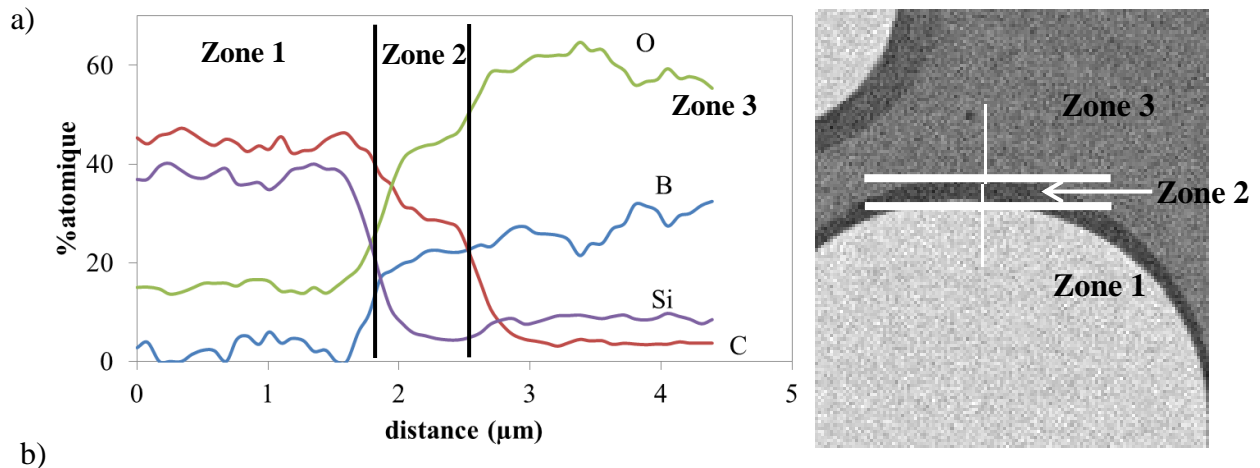 a)
Zone 1
Zone 2
Zone 3
O
B
Si
C
60
40
20
0
0 1 2 3 4 5
%atomique
distance (µm)
Zone 3
Zone 2
Zone 1
b)